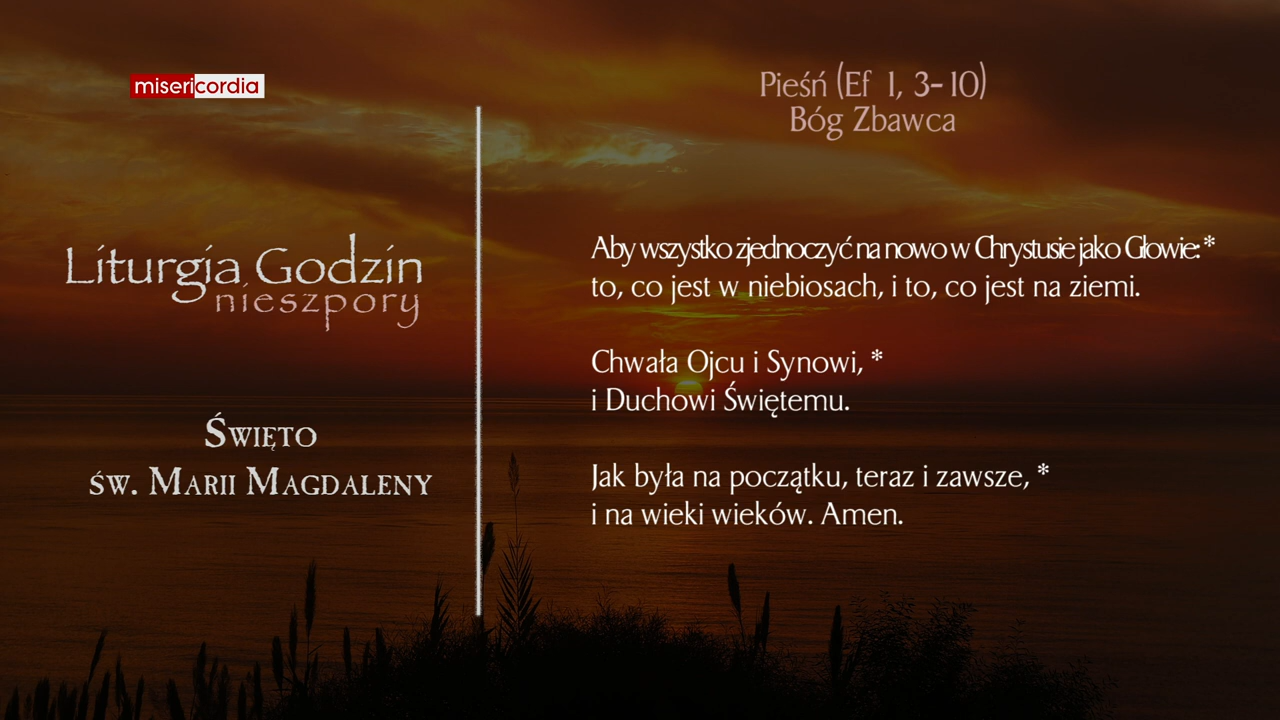 misericordia
Liturgia Godzin
nieszpory
Święto
św. Marii Magdaleny
Pieśń (Ef 1, 3-10)
Bóg Zbawca
Aby wszystko zjednoczyć na nowo w Chrystusie jako Głowie: *
to, co jest w niebiosach, i to, co jest na ziemi.
Chwała Ojcu i Synowi, *
i Duchowi Świętemu.
Jak była na początku, teraz i zawsze, *
i na wieki wieków. Amen.